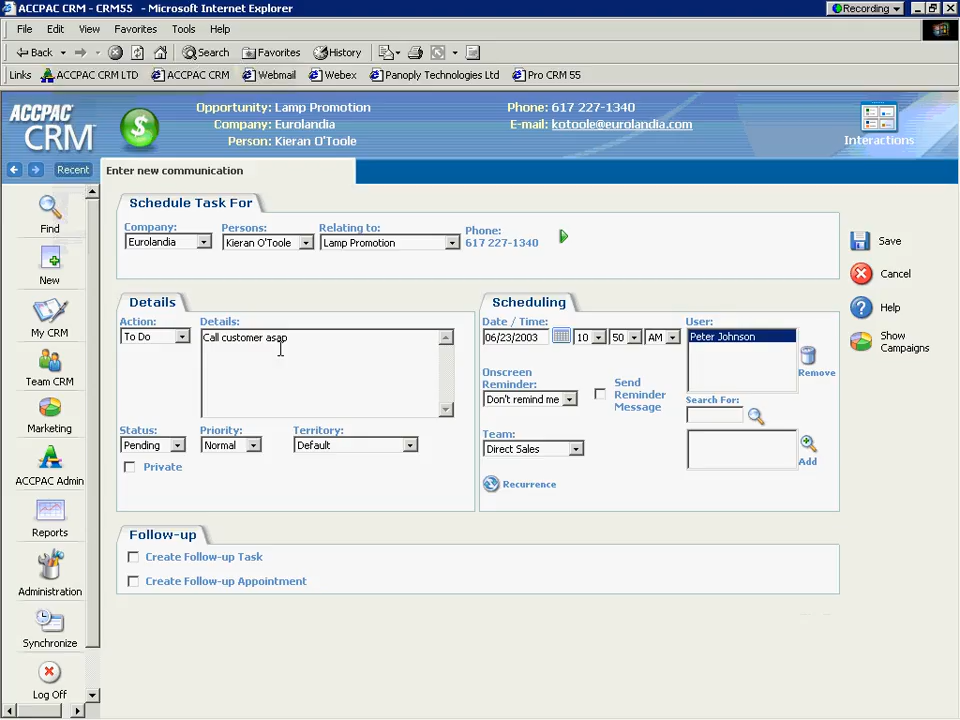 ACCPAC CRM - CRM55 - Microsoft Internet Explorer
Recording
File Edit View Favorites Tools Help
Back Search Favorites History
Links ACCPAC CRM LTD ACCPAC CRM Webmail Webex Panoply Technologies Ltd Pro CRM 55
ACCPAC CRM
Opportunity: Lamp Promotion
Company: Eurolandia
Person: Kieran O'Toole
Phone: 617 227-1340
E-mail: kotoole@eurolandia.com
Interactions
Recent
Enter new communication
Find
New
My CRM
Team CRM
Marketing
ACCPAC Admin
Reports
Administration
Synchronize
Log Off
Schedule Task For
Company: Persons: Relating to: Phone:
Eurolandia Kieran O'Toole Lamp Promotion 617 227-1340
Save
Cancel
Help
Show Campaigns
Details
Action: Details:
To Do Call customer asap
Status: Priority: Territory:
Pending Normal Default
Private
Scheduling
Date / Time: User:
06/23/2003 10 50 AM Peter Johnson
Onscreen Reminder:
Don't remind me
Send Reminder Message
Remove
Search For:
Team:
Direct Sales
Add
Recurrence
Follow-up
Create Follow-up Task
Create Follow-up Appointment